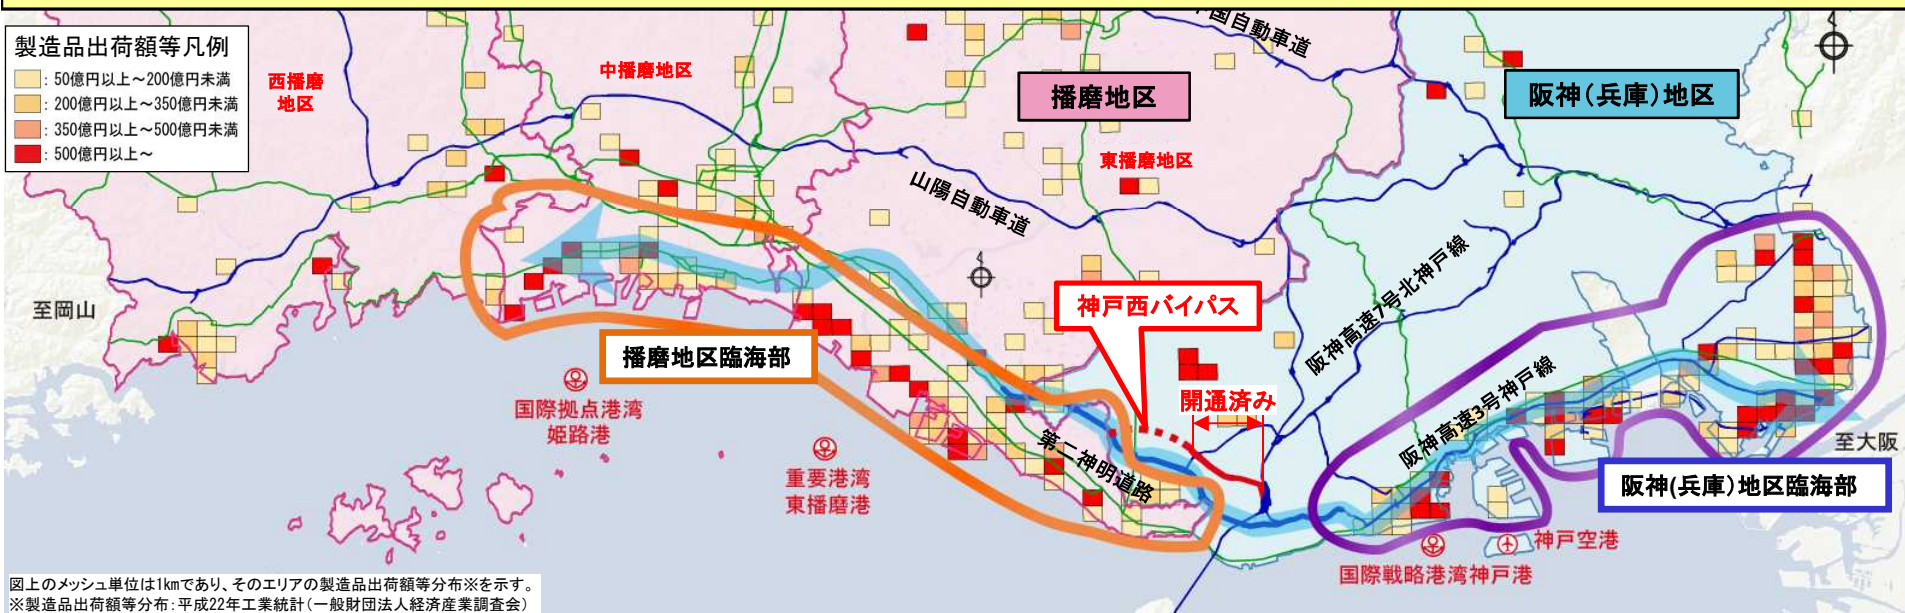 製造品出荷額等凡例
：50億円以上～200億円未満
：200億円以上～350億円未満
：350億円以上～500億円未満
：500億円以上～
西播磨
地区
中播磨地区
播磨地区
中国自動車道
阪神（兵庫）地区
東播磨地区
山陽自動車道
至岡山
神戸西バイパス
阪神高速7号北神戸線
播磨地区臨海部
開通済み
国際拠点港湾
姫路港
阪神高速3号神戸線
第二神明道路
至大阪
重要港湾
東播磨港
阪神(兵庫）地区臨海部
神戸空港
国際戦略港湾神戸港
図上のメッシュ単位は1kmであり、そのエリアの製造品出荷額等分布※を示す。
※製造品出荷額等分布：平成22年工業統計（一般財団法人経済産業調査会）